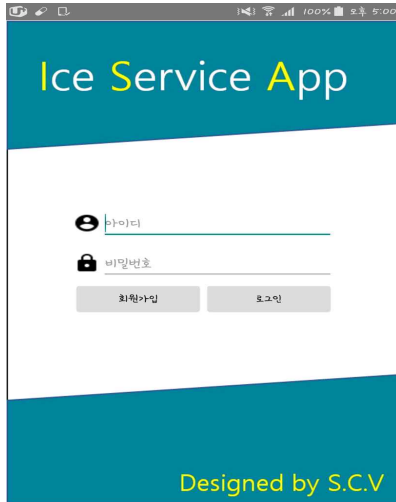 100% 오후 5:00
Ice Service App
아이디
비밀번호
회원가입 로그인
Designed by S.C.V